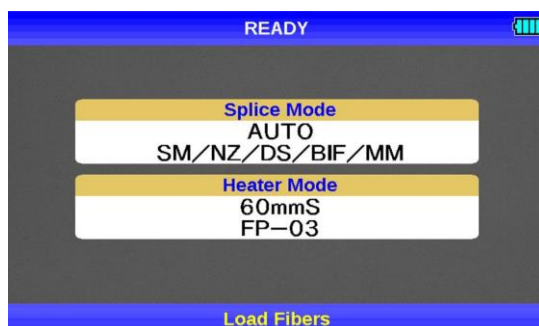 READY
Splice Mode
AUTO
SM/NZ/DS/BIF/MM
Heater Mode
60mmS
FP-03
Load Fibers